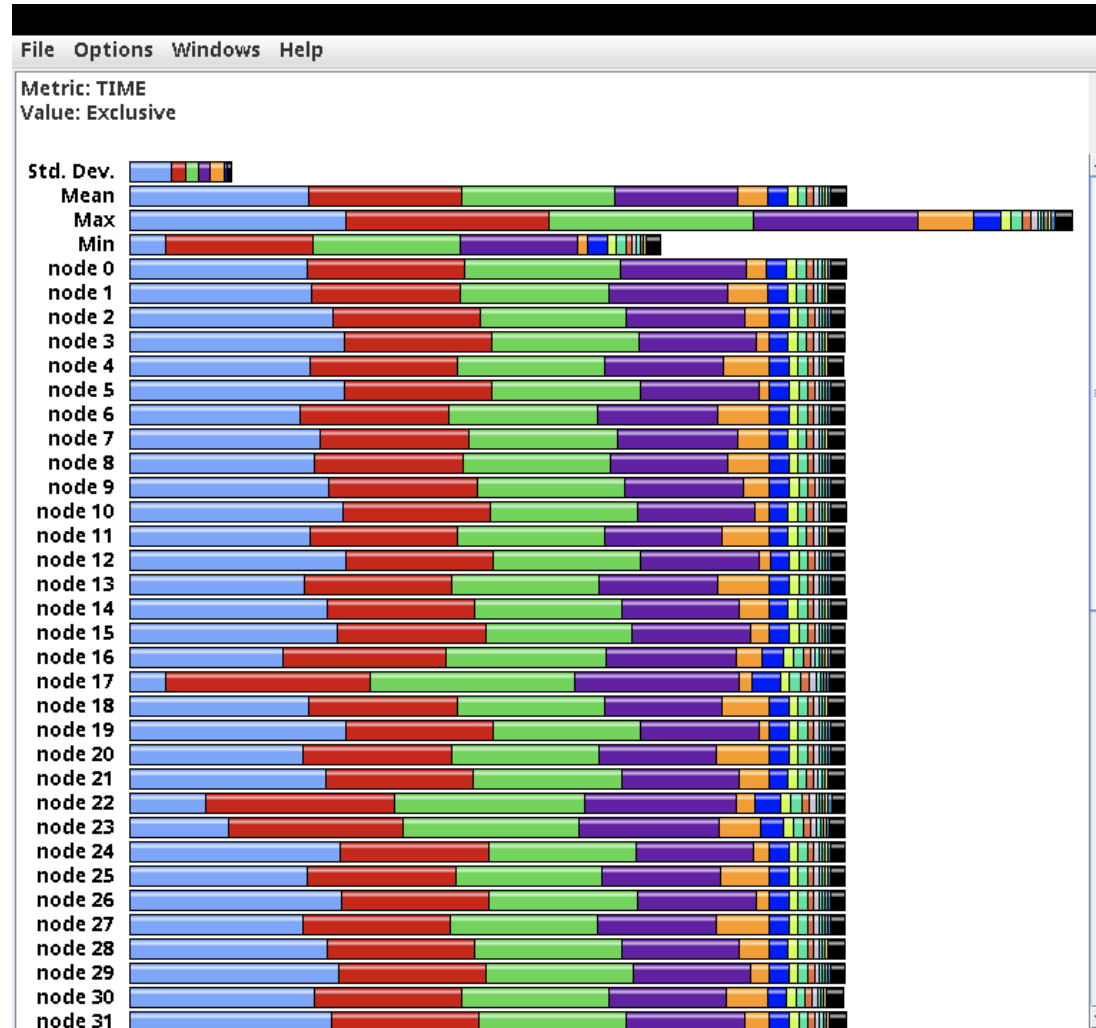 File Options Windows Help
Metric: TIME
Value: Exclusive
Std. Dev.
Mean
Max
Min
node 0
node 1
node 2
node 3
node 4
node 5
node 6
node 7
node 8
node 9
node 10
node 11
node 12
node 13
node 14
node 15
node 16
node 17
node 18
node 19
node 20
node 21
node 22
node 23
node 24
node 25
node 26
node 27
node 28
node 29
node 30
node 31